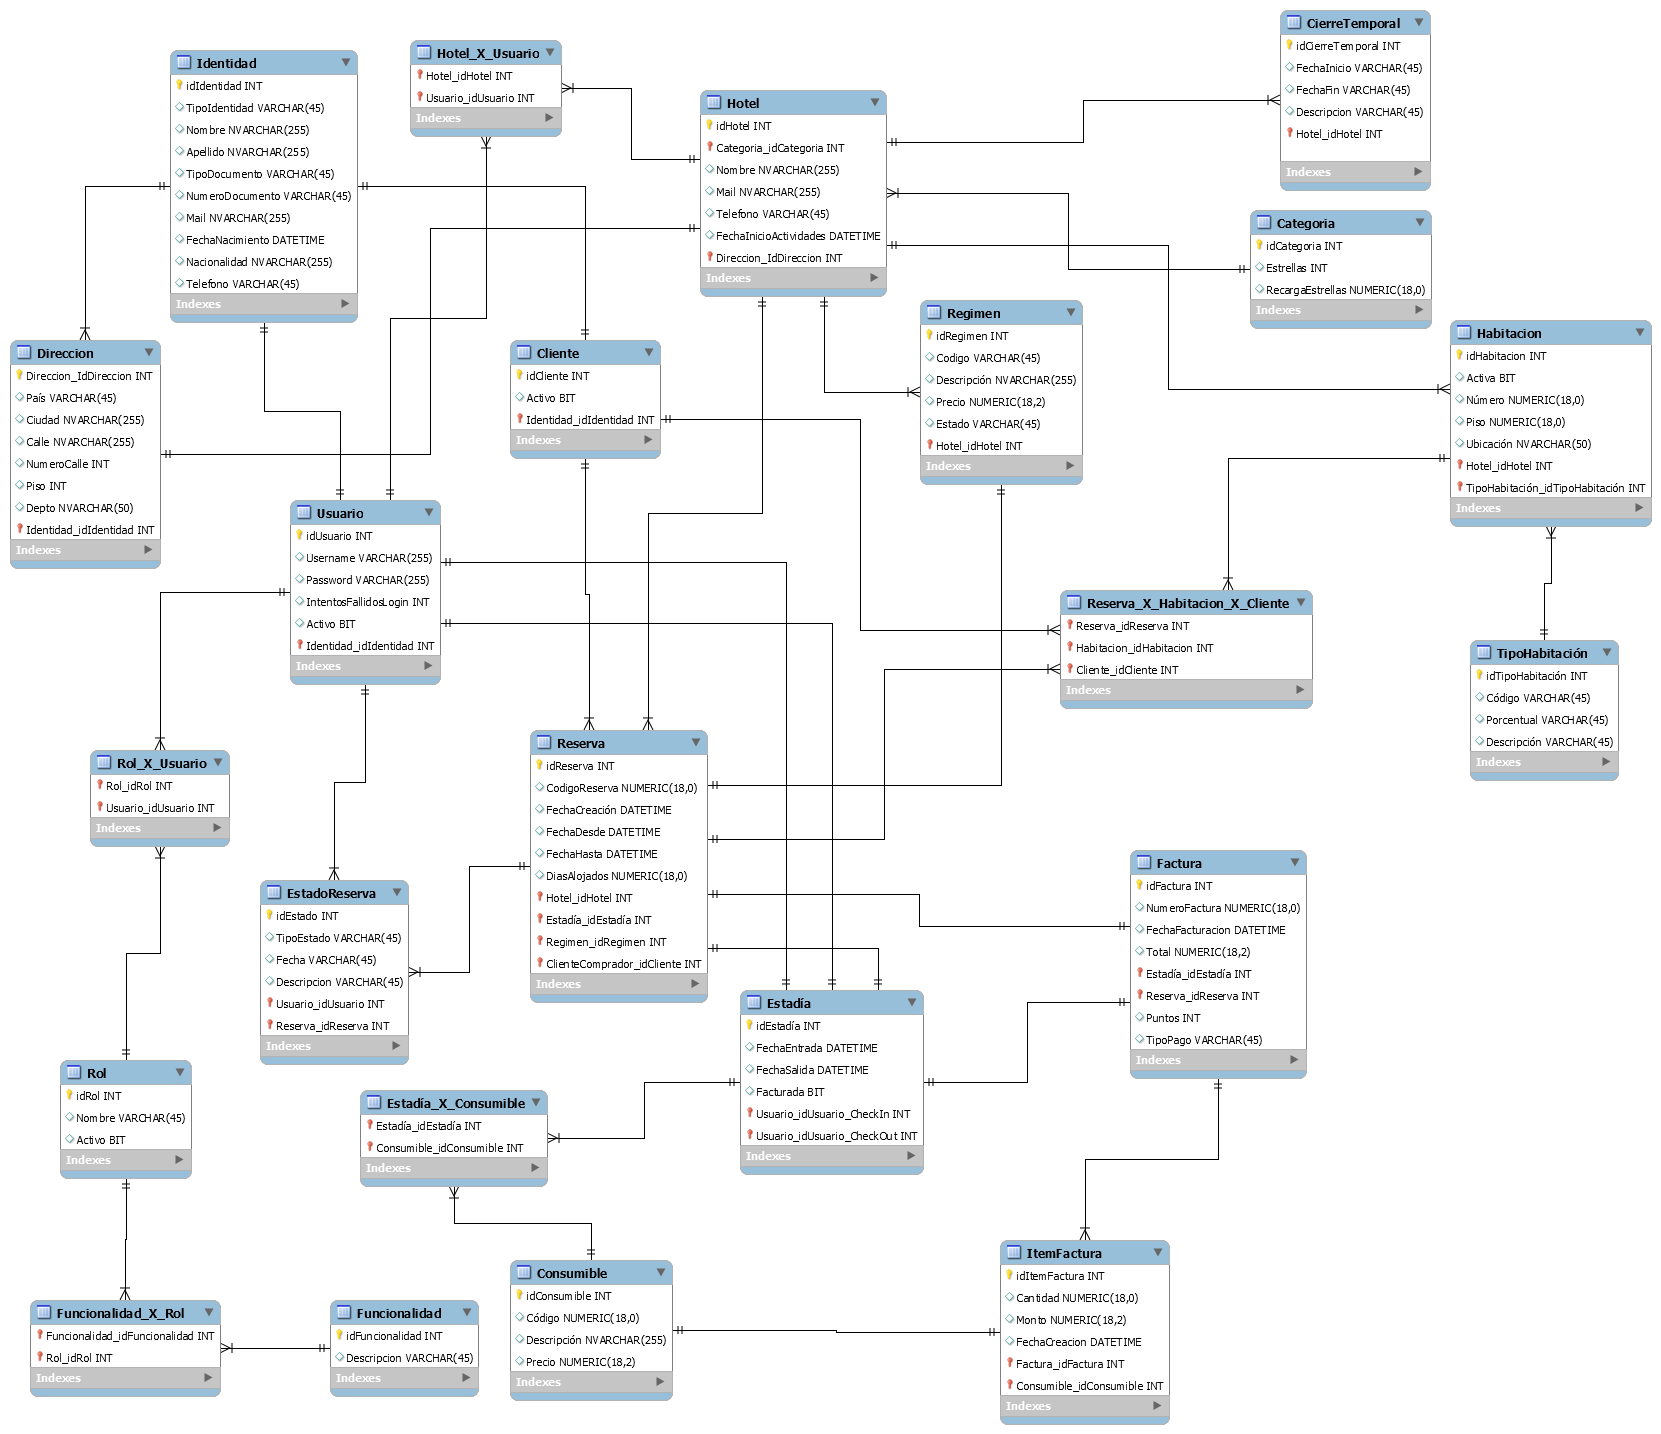 Identidad
idIdentidad INT
TipoIdentidad VARCHAR(45)
Nombre NVARCHAR(255)
Apellido NVARCHAR(255)
TipoDocumento VARCHAR(45)
NumeroDocumento VARCHAR(45)
Mail NVARCHAR(255)
FechaNacimiento DATETIME
Nacionalidad NVARCHAR(255)
Telefono VARCHAR(45)
Indexes
Hotel_X_Usuario
Hotel_idHotel INT
Usuario_idUsuario INT
Indexes
Hotel
idHotel INT
Categoria_idCategoria INT
Nombre NVARCHAR(255)
Mail NVARCHAR(255)
Telefono VARCHAR(45)
FechaInicioActividades DATETIME
Direccion_IdDireccion INT
Indexes
CierreTemporal
idCierreTemporal INT
FechaInicio VARCHAR(45)
FechaFin VARCHAR(45)
Descripcion VARCHAR(45)
Hotel_idHotel INT
Indexes
Categoria
idCategoria INT
Estrellas INT
RecargaEstrellas NUMERIC(18,0)
Indexes
Direccion
Direccion_IdDireccion INT
País VARCHAR(45)
Ciudad NVARCHAR(255)
Calle NVARCHAR(255)
NumeroCalle INT
Piso INT
Depto NVARCHAR(50)
Identidad_idIdentidad INT
Indexes
Cliente
idCliente INT
Activo BIT
Identidad_idIdentidad INT
Indexes
Regimen
idRegimen INT
Codigo VARCHAR(45)
Descripción NVARCHAR(255)
Precio NUMERIC(18,2)
Estado VARCHAR(45)
Hotel_idHotel INT
Indexes
Habitacion
idHabitacion INT
Activa BIT
Número NUMERIC(18,0)
Piso NUMERIC(18,0)
Ubicación NVARCHAR(50)
Hotel_idHotel INT
TipoHabitación_idTipoHabitación INT
Indexes
Usuario
idUsuario INT
Username VARCHAR(255)
Password VARCHAR(255)
IntentosFallidosLogin INT
Activo BIT
Identidad_idIdentidad INT
Indexes
Reserva_X_Habitacion_X_Cliente
Reserva_idReserva INT
Habitacion_idHabitacion INT
Cliente_idCliente INT
Indexes
TipoHabitación
idTipoHabitación INT
Código VARCHAR(45)
Porcentual VARCHAR(45)
Descripción VARCHAR(45)
Indexes
Rol_X_Usuario
Rol_idRol INT
Usuario_idUsuario INT
Indexes
Reserva
idReserva INT
CodigoReserva NUMERIC(18,0)
FechaCreación DATETIME
FechaDesde DATETIME
FechaHasta DATETIME
DiasAlojados NUMERIC(18,0)
Hotel_idHotel INT
Estadía_idEstadía INT
Regimen_idRegimen INT
ClienteComprador_idCliente INT
Indexes
EstadoReserva
idEstado INT
TipoEstado VARCHAR(45)
Fecha VARCHAR(45)
Descripcion VARCHAR(45)
Usuario_idUsuario INT
Reserva_idReserva INT
Indexes
Factura
idFactura INT
NumeroFactura NUMERIC(18,0)
FechaFacturacion DATETIME
Total NUMERIC(18,2)
Estadía_idEstadía INT
Reserva_idReserva INT
Puntos INT
TipoPago VARCHAR(45)
Indexes
Estadía
idEstadía INT
FechaEntrada DATETIME
FechaSalida DATETIME
Facturada BIT
Usuario_idUsuario_CheckIn INT
Usuario_idUsuario_CheckOut INT
Indexes
Rol
idRol INT
Nombre VARCHAR(45)
Activo BIT
Indexes
Estadía_X_Consumible
Estadía_idEstadía INT
Consumible_idConsumible INT
Indexes
Consumible
idConsumible INT
Código NUMERIC(18,0)
Descripción NVARCHAR(255)
Precio NUMERIC(18,2)
Indexes
ItemFactura
idItemFactura INT
Cantidad NUMERIC(18,0)
Monto NUMERIC(18,2)
FechaCreacion DATETIME
Factura_idFactura INT
Consumible_idConsumible INT
Indexes
Funcionalidad_X_Rol
Funcionalidad_idFuncionalidad INT
Rol_idRol INT
Indexes
Funcionalidad
idFuncionalidad INT
Descripcion VARCHAR(45)
Indexes